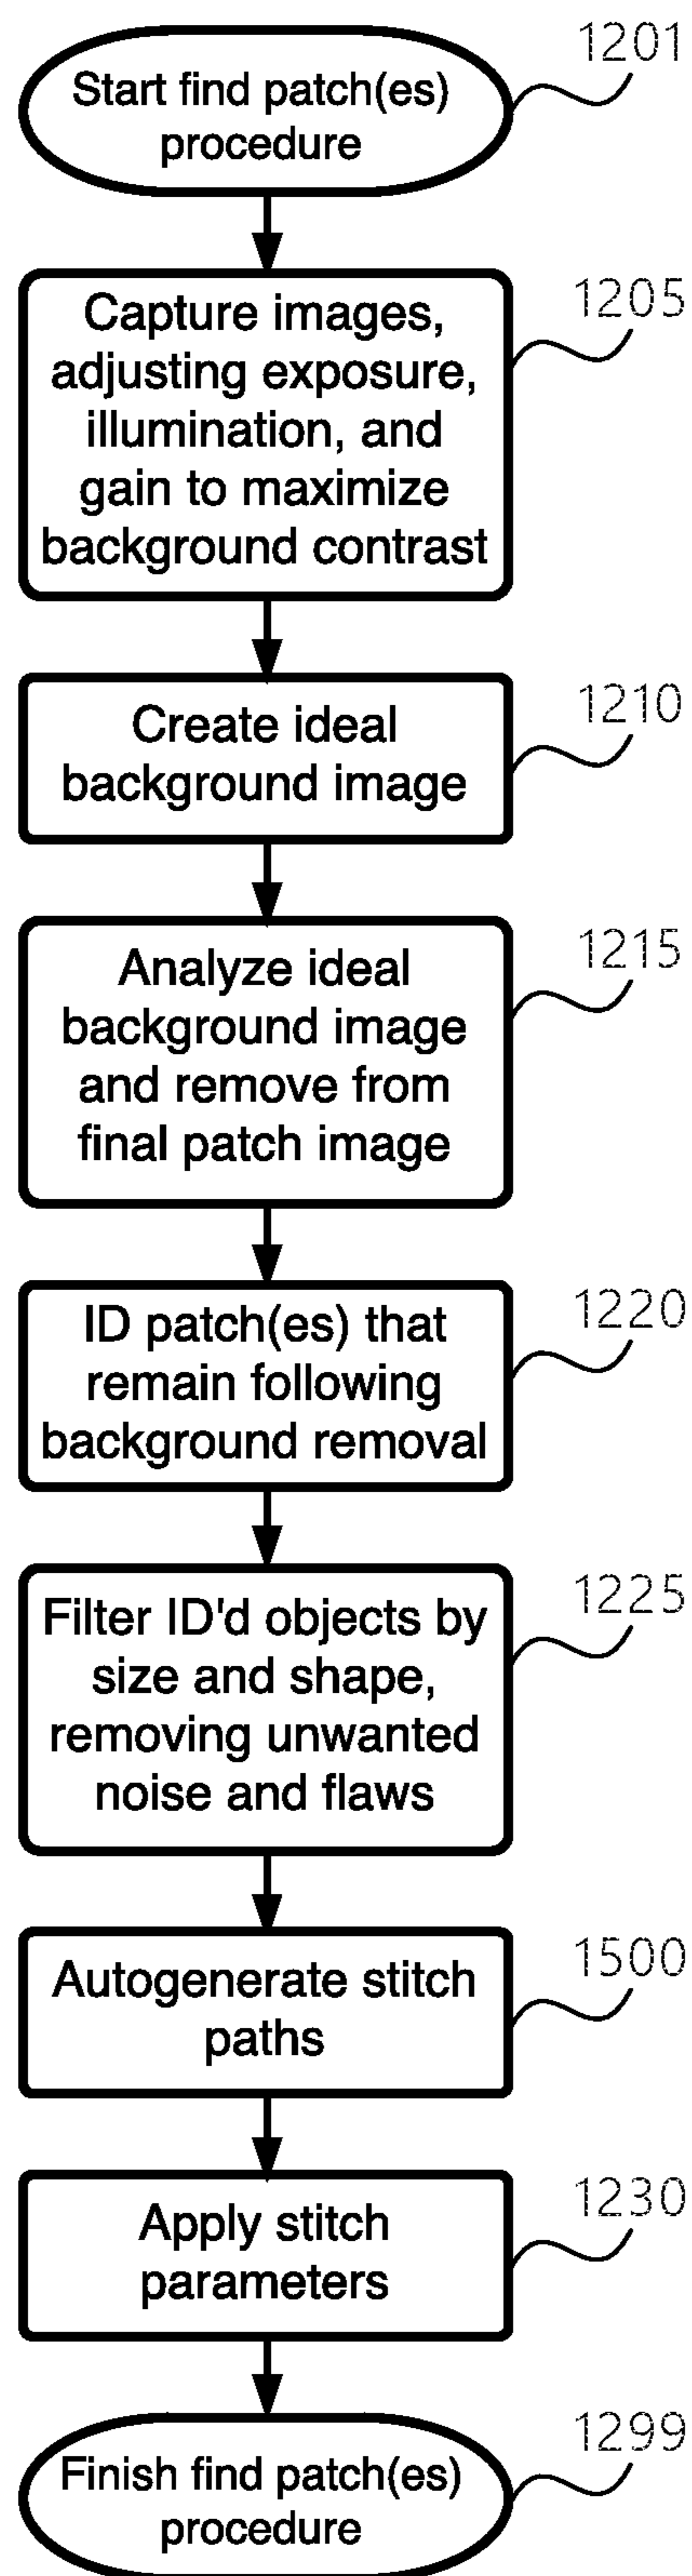 1201
Start find patch(es)
procedure
1205
Capture images,
adjusting exposure,
illumination, and
gain to maximize
background contrast
1210
Create ideal
background image
1215
Analyze ideal
background image
and remove from
final patch image
1220
ID patch(es) that
remain following
background removal
1225
Filter ID'd objects by
size and shape,
removing unwanted
noise and flaws
1500
Autogenerate stitch
paths
1230
Apply stitch
parameters
1299
Finish find patch(es)
procedure